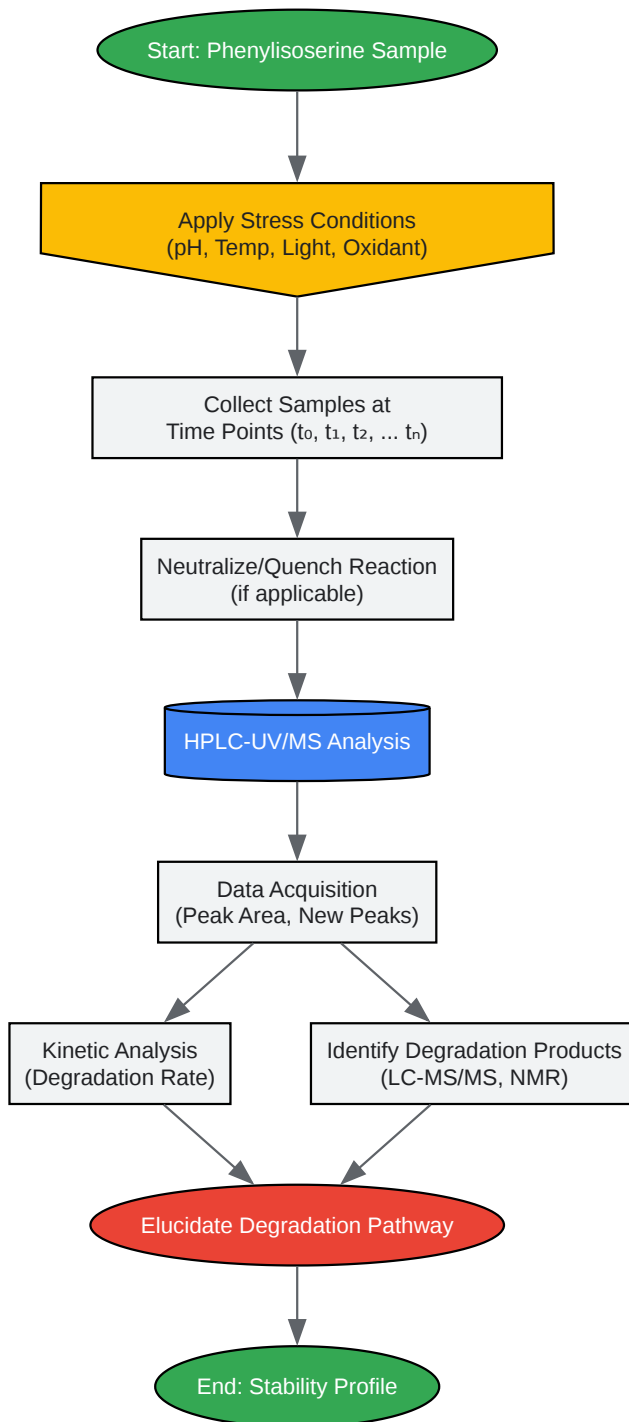 Start: Phenylisoserine Sample
Apply Stress Conditions
(pH, Temp, Light, Oxidant)
Collect Samples at
Time Points (t₀, t₁, t₂, ... tₙ)
Neutralize/Quench Reaction
(if applicable)
HPLC-UV/MS Analysis
Data Acquisition
(Peak Area, New Peaks)
Kinetic Analysis
(Degradation Rate)
Identify Degradation Products
(LC-MS/MS, NMR)
Elucidate Degradation Pathway
End: Stability Profile